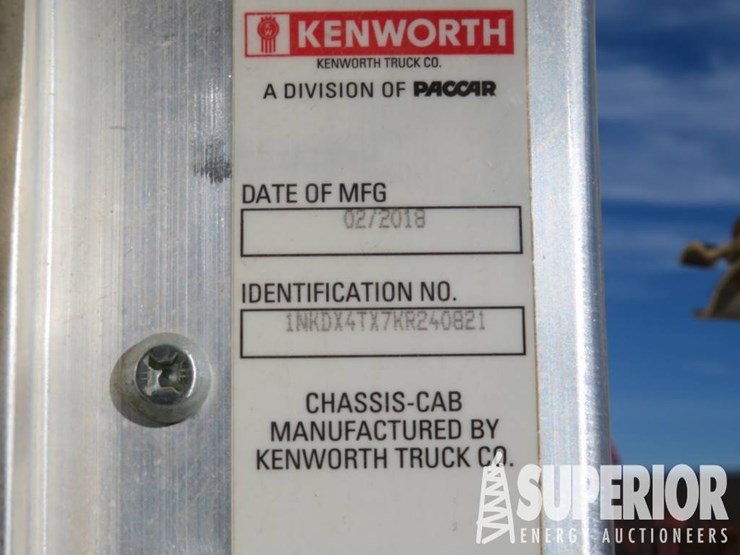 KENWORTH
KENWORTH TRUCK CO.
A DIVISION OF PACCAR
DATE OF MFG
02/2018
IDENTIFICATION NO.
1NKDX4TX7KR240821
CHASSIS-CAB
MANUFACTURED BY
KENWORTH TRUCK CO.
SUPERIOR
ENERGY AUCTIONEERS